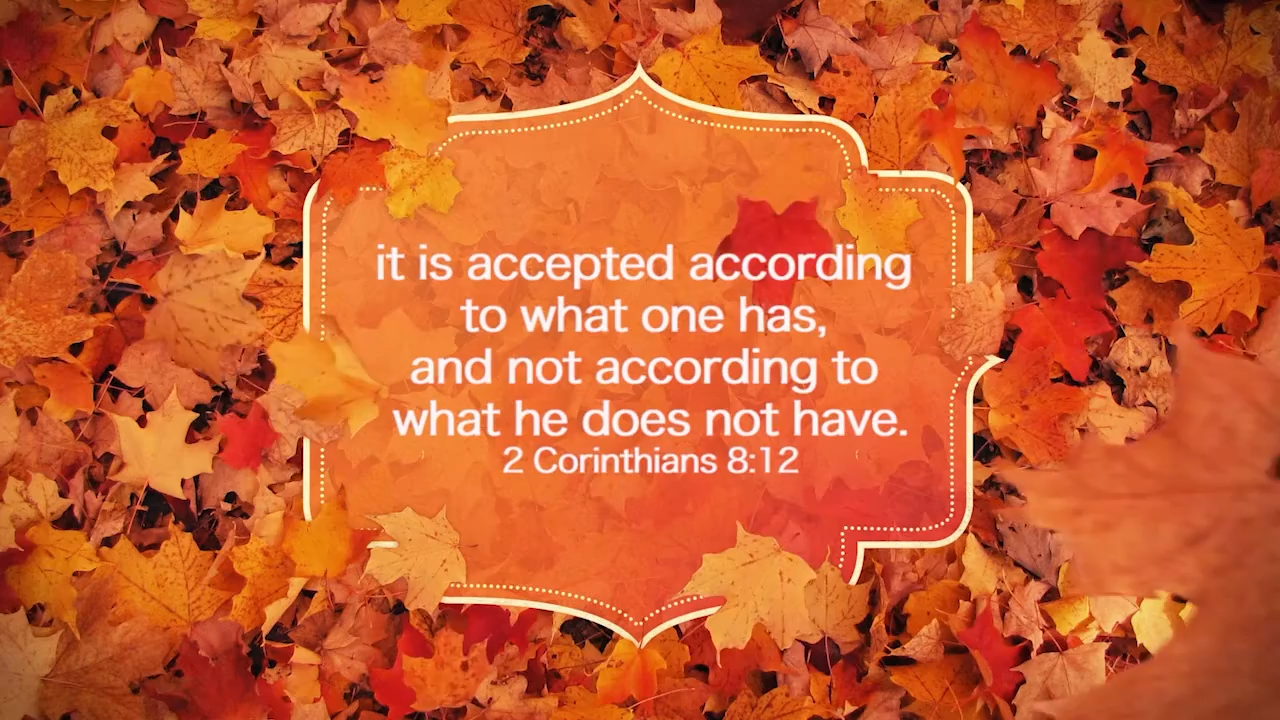 it is accepted according
to what one has,
and not according to
what he does not have.
2 Corinthians 8:12